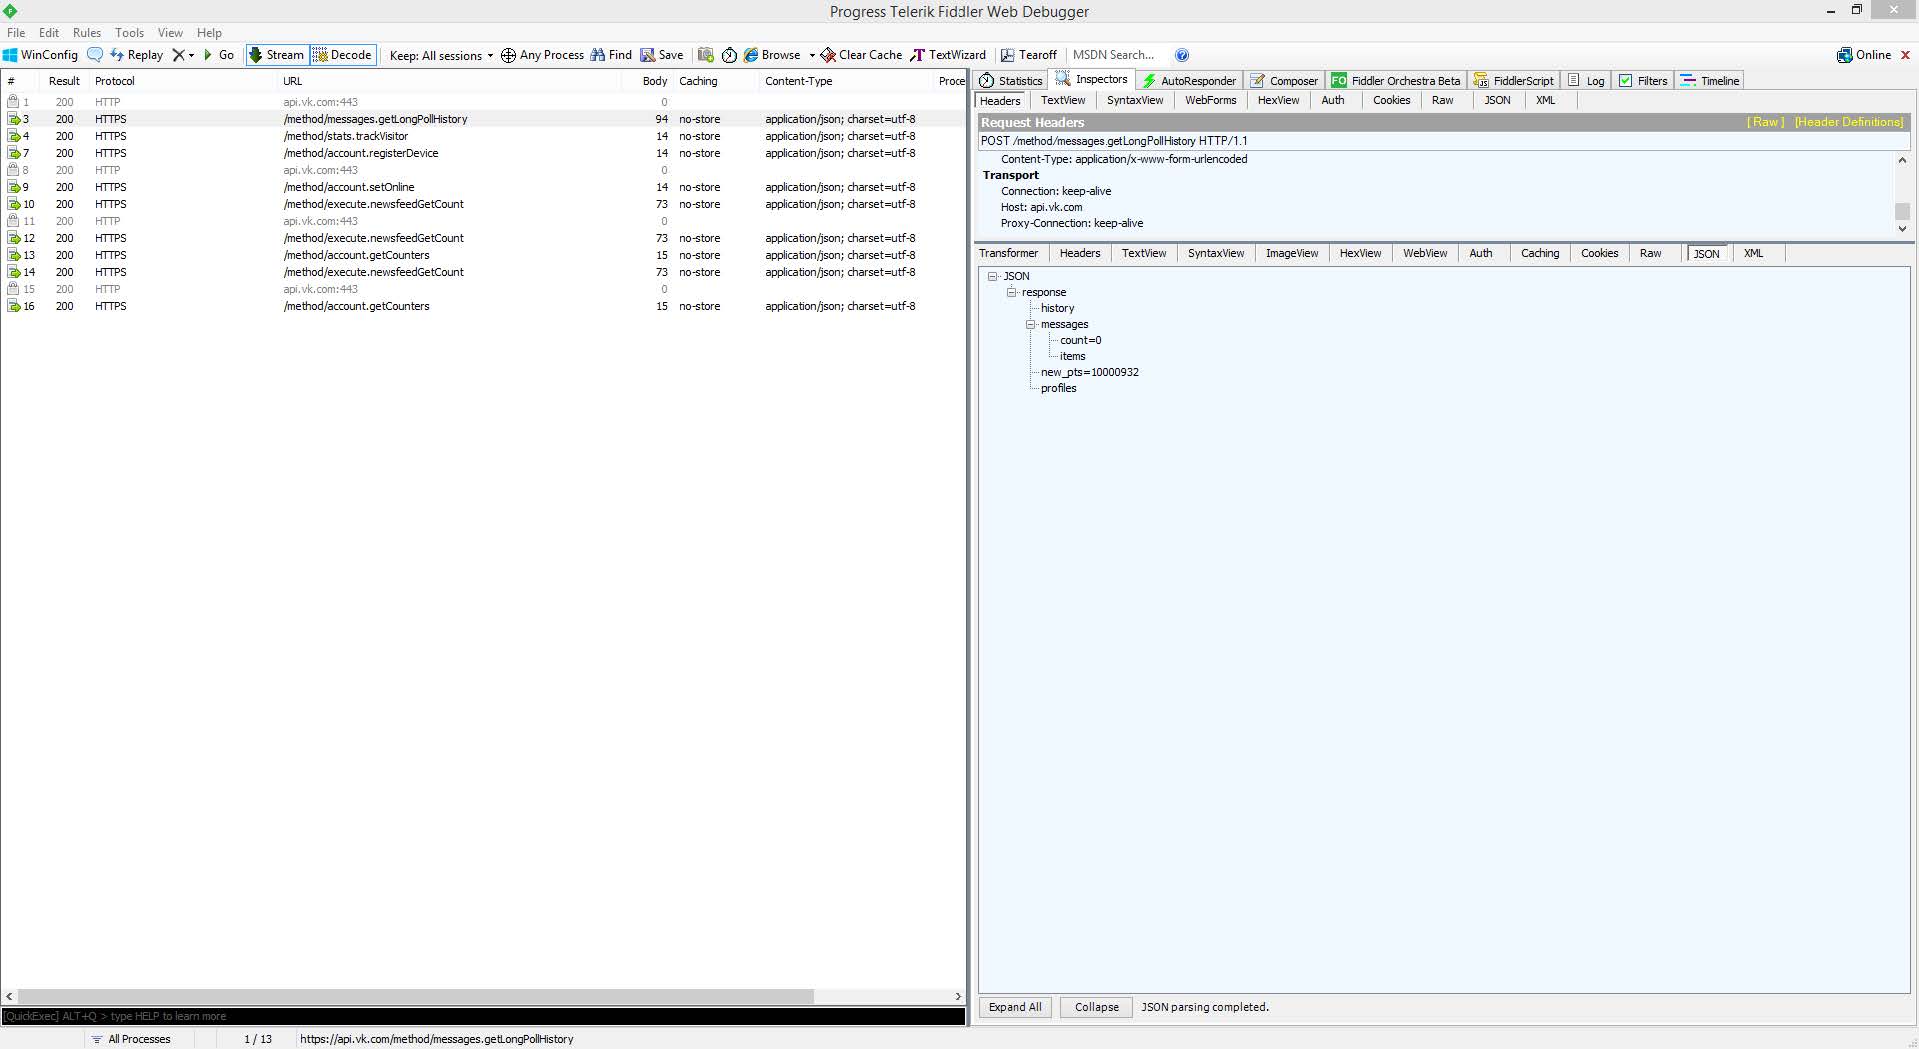 Progress Telerik Fiddler Web Debugger
File Edit Rules Tools View Help
WinConfig Replay Go Stream Decode Keep: All sessions Any Process Find Save Browse Clear Cache TextWizard Tearoff MSDN Search... Online
# Result Protocol URL Body Caching Content-Type Proce
1 200 HTTP api.vk.com:443 0
3 200 HTTPS /method/messages.getLongPollHistory 94 no-store application/json; charset=utf-8
4 200 HTTPS /method/stats.trackVisitor 14 no-store application/json; charset=utf-8
7 200 HTTPS /method/account.registerDevice 14 no-store application/json; charset=utf-8
8 200 HTTP api.vk.com:443 0
9 200 HTTPS /method/account.setOnline 14 no-store application/json; charset=utf-8
10 200 HTTPS /method/execute.newsfeedGetCount 73 no-store application/json; charset=utf-8
11 200 HTTP api.vk.com:443 0
12 200 HTTPS /method/execute.newsfeedGetCount 73 no-store application/json; charset=utf-8
13 200 HTTPS /method/account.getCounters 15 no-store application/json; charset=utf-8
14 200 HTTPS /method/execute.newsfeedGetCount 73 no-store application/json; charset=utf-8
15 200 HTTP api.vk.com:443 0
16 200 HTTPS /method/account.getCounters 15 no-store application/json; charset=utf-8
[QuickExec] ALT+Q > type HELP to learn more
Statistics Inspectors AutoResponder Composer FO Fiddler Orchestra Beta FiddlerScript Log Filters Timeline
Headers TextView SyntaxView WebForms HexView Auth Cookies Raw JSON XML
Request Headers [ Raw ] [Header Definitions]
POST /method/messages.getLongPollHistory HTTP/1.1
Content-Type: application/x-www-form-urlencoded
Transport
Connection: keep-alive
Host: api.vk.com
Proxy-Connection: keep-alive
Transformer Headers TextView SyntaxView ImageView HexView WebView Auth Caching Cookies Raw JSON XML
JSON
response
history
messages
count=0
items
new_pts=10000932
profiles
Expand All Collapse JSON parsing completed.
All Processes 1 / 13 https://api.vk.com/method/messages.getLongPollHistory